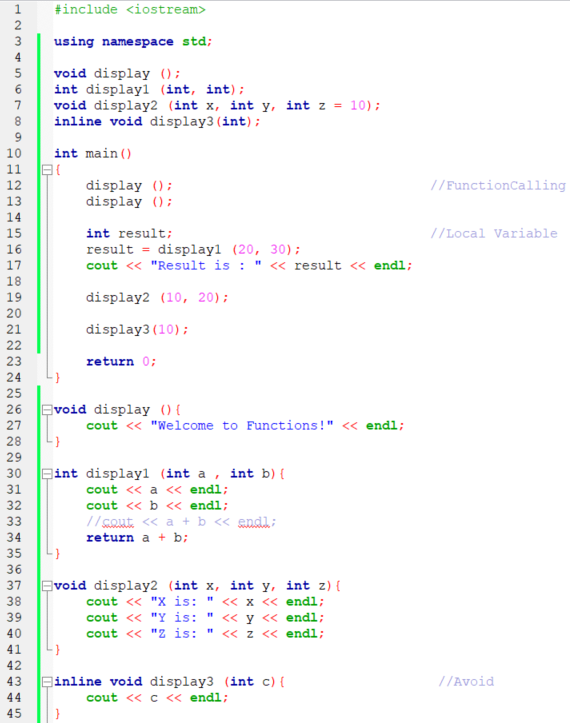 1 #include <iostream>
2
3 using namespace std;
4
5 void display ();
6 int display1 (int, int);
7 void display2 (int x, int y, int z = 10);
8 inline void display3(int);
9
10 int main()
11 {
12 display (); //FunctionCalling
13 display ();
14
15 int result; //Local Variable
16 result = display1 (20, 30);
17 cout << "Result is : " << result << endl;
18
19 display2 (10, 20);
20
21 display3(10);
22
23 return 0;
24 }
25
26 void display (){
27 cout << "Welcome to Functions!" << endl;
28 }
29
30 int display1 (int a , int b){
31 cout << a << endl;
32 cout << b << endl;
33 //cout << a + b << endl;
34 return a + b;
35 }
36
37 void display2 (int x, int y, int z){
38 cout << "X is: " << x << endl;
39 cout << "Y is: " << y << endl;
40 cout << "Z is: " << z << endl;
41 }
42
43 inline void display3 (int c){ //Avoid
44 cout << c << endl;
45 }